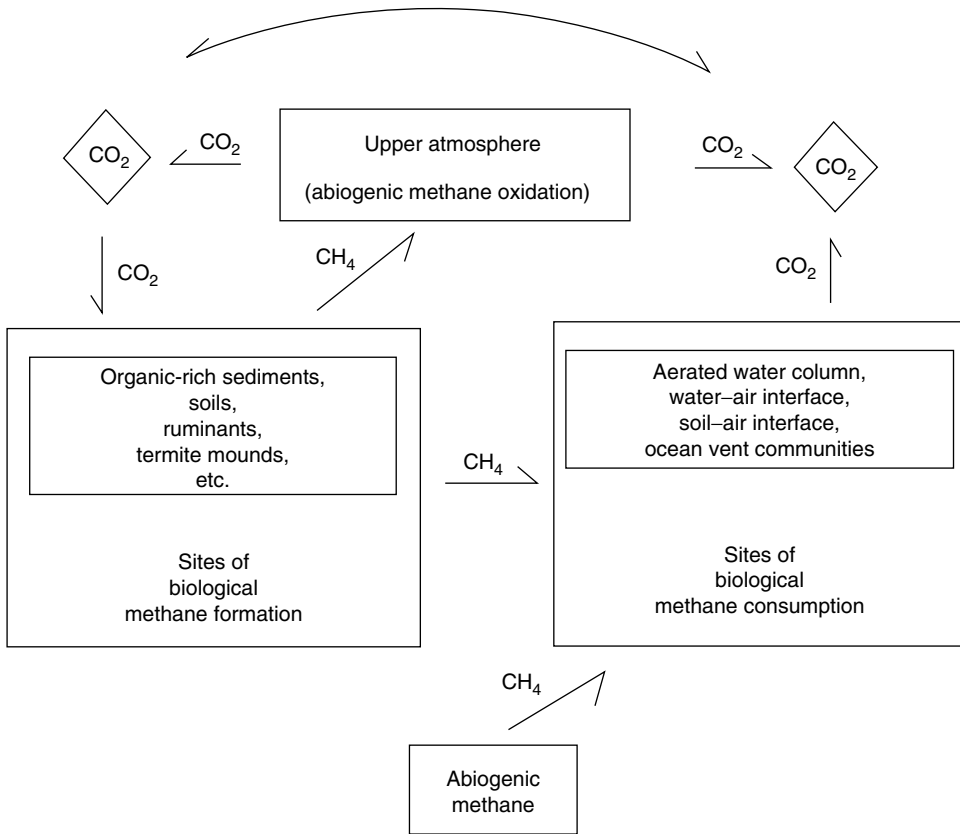 CO₂
CO₂
Upper atmosphere
(abiogenic methane oxidation)
CO₂
CO₂
CO₂
CH₄
CO₂
Organic-rich sediments,
soils,
ruminants,
termite mounds,
etc.
Sites of
biological
methane formation
CH₄
Aerated water column,
water–air interface,
soil–air interface,
ocean vent communities
Sites of
biological
methane consumption
CH₄
Abiogenic
methane